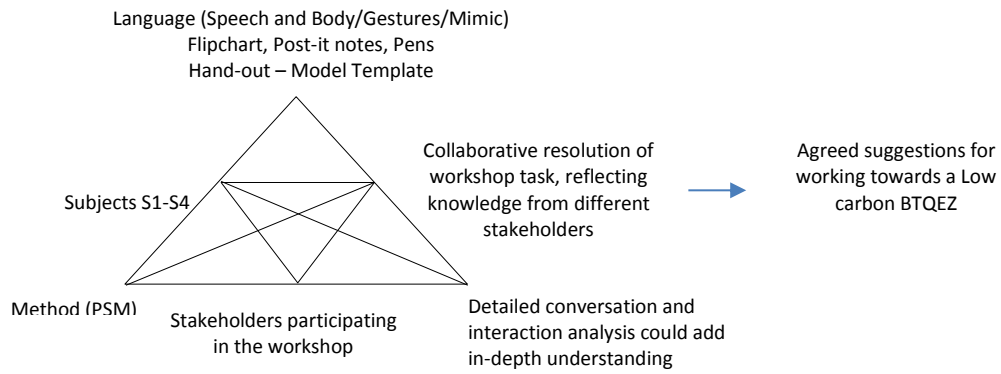 Language (Speech and Body/Gestures/Mimic)
Flipchart, Post-it notes, Pens
Hand-out – Model Template
Subjects S1-S4
Collaborative resolution of
workshop task, reflecting
knowledge from different
stakeholders
Agreed suggestions for
working towards a Low
carbon BTQEZ
Method (PSM)
Stakeholders participating
in the workshop
Detailed conversation and
interaction analysis could add
in-depth understanding